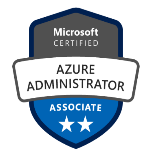 Microsoft
CERTIFIED
AZURE
ADMINISTRATOR
ASSOCIATE